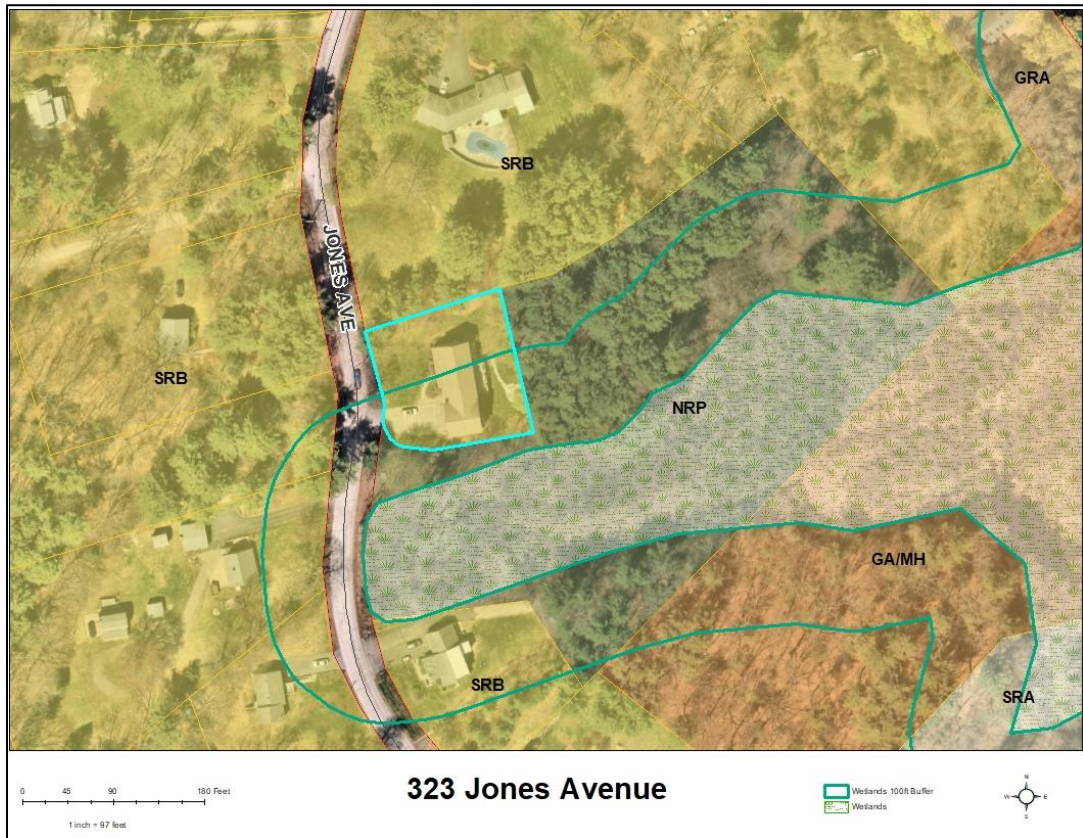 GRA
SRB
JONES AVE
SRB
NRP
GA/MH
SRB
SRA
0 45 90 180 Feet
1 inch = 97 feet
323 Jones Avenue
Wetlands 100ft Buffer
Wetlands
N
W E
S